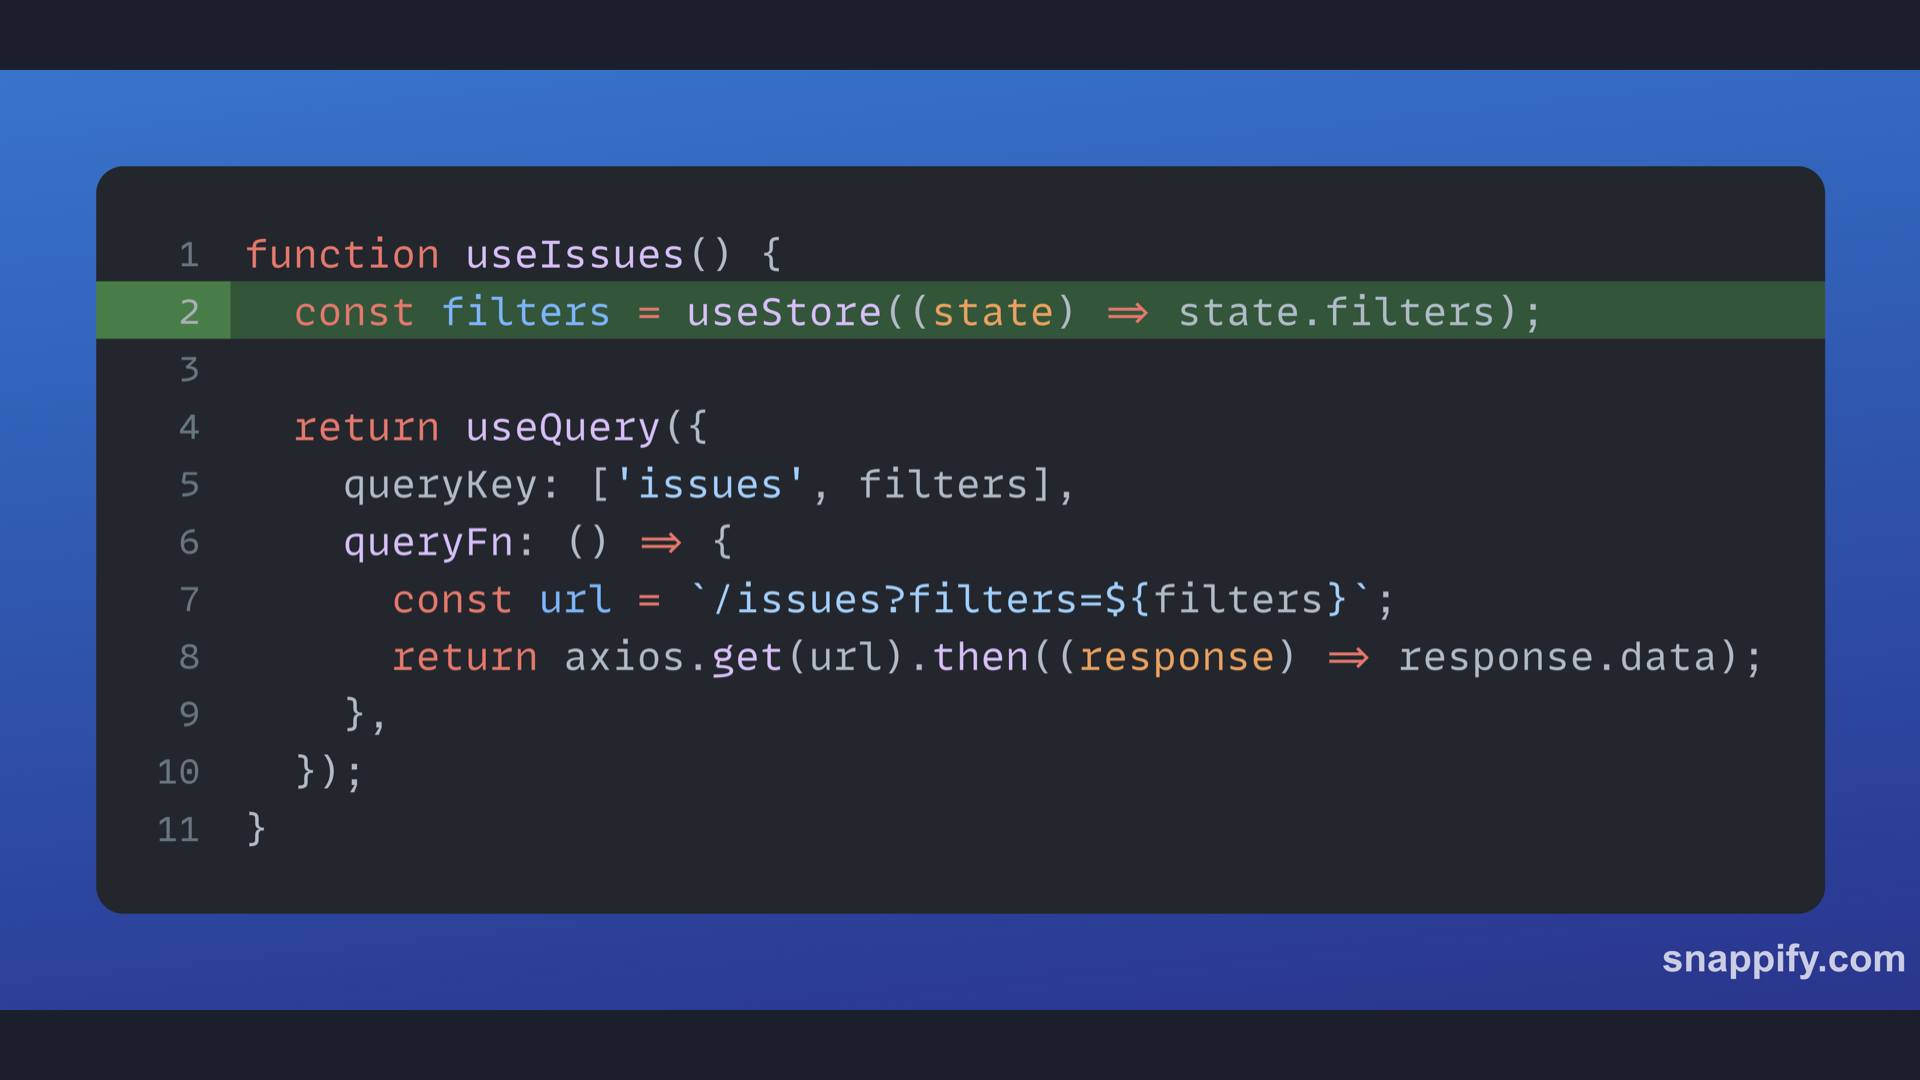 1 function useIssues() {
2   const filters = useStore((state) => state.filters);
3
4   return useQuery({
5     queryKey: ['issues', filters],
6     queryFn: () => {
7       const url = `/issues?filters=${filters}`;
8       return axios.get(url).then((response) => response.data);
9     },
10   });
11 }
snappify.com